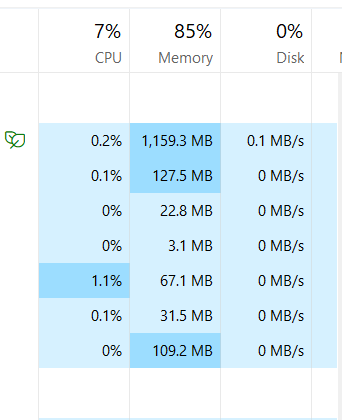 7% 85% 0%
CPU Memory Disk
0.2% 1,159.3 MB 0.1 MB/s
0.1% 127.5 MB 0 MB/s
0% 22.8 MB 0 MB/s
0% 3.1 MB 0 MB/s
1.1% 67.1 MB 0 MB/s
0.1% 31.5 MB 0 MB/s
0% 109.2 MB 0 MB/s